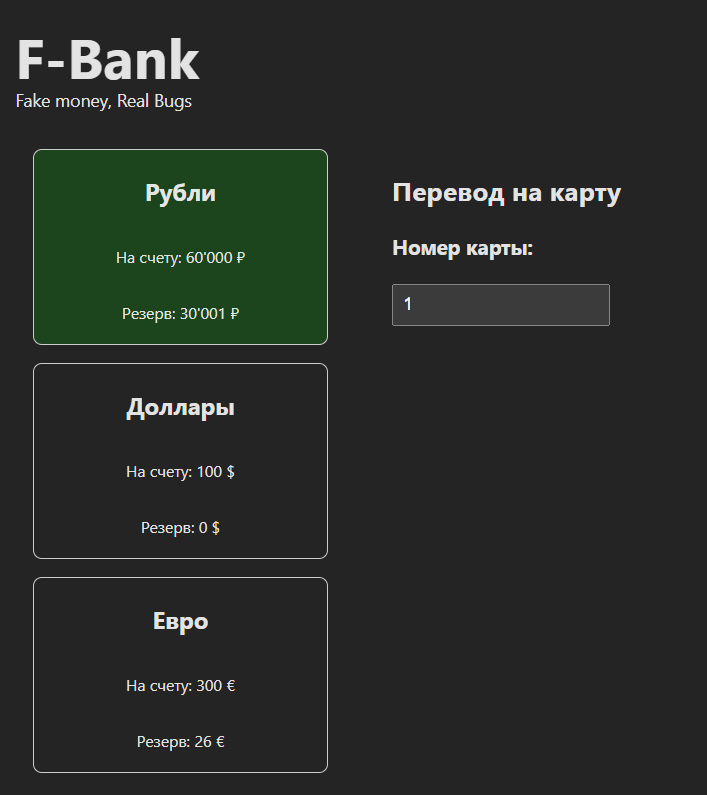 F-Bank
Fake money, Real Bugs
Рубли
На счету: 60'000 ₽
Резерв: 30'001 ₽
Доллары
На счету: 100 $
Резерв: 0 $
Евро
На счету: 300 €
Резерв: 26 €
Перевод на карту
Номер карты:
1